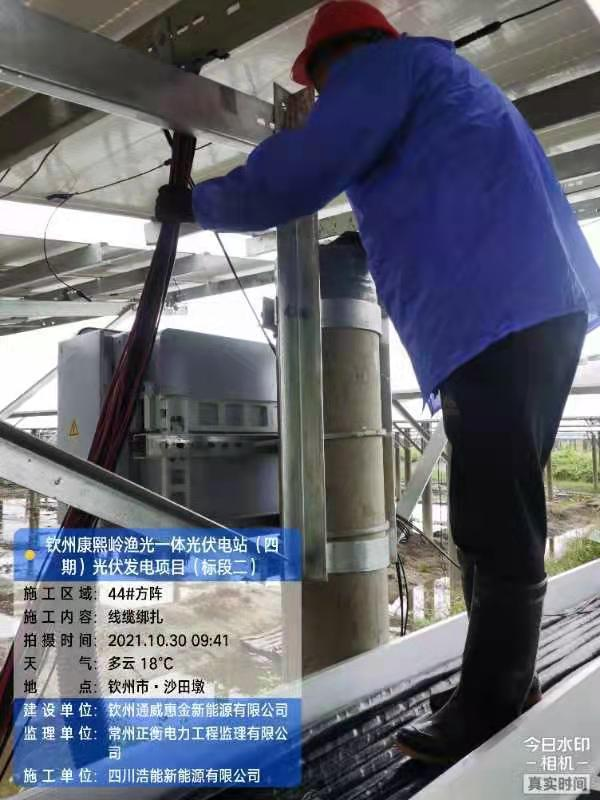 钦州康熙岭渔光一体光伏电站（四
期）光伏发电项目（标段二）
施工区域：44#方阵
施工内容：线缆绑扎
拍摄时间：2021.10.30 09:41
天　　气：多云 18℃
地　　点：钦州市·沙田墩
建设单位：钦州通威惠金新能源有限公司
监理单位：常州正衡电力工程监理有限公
司
施工单位：四川浩能新能源有限公司
今日水印
-相机-
真实时间